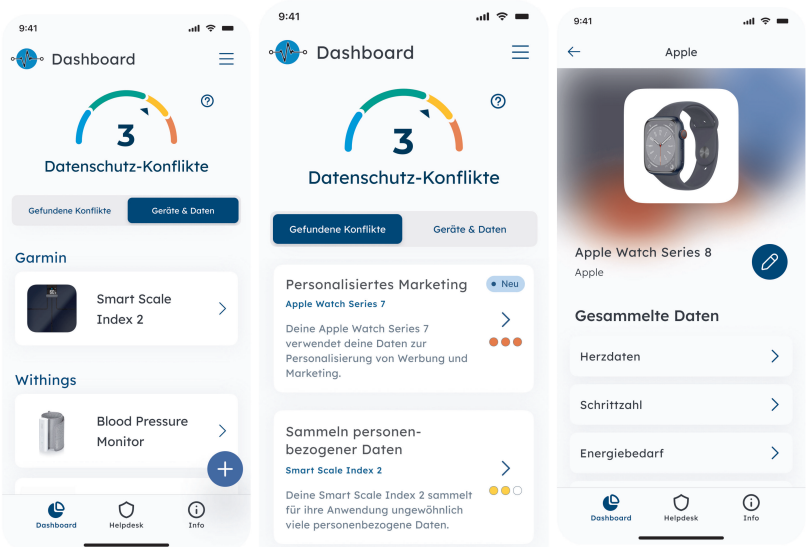 9:41
Dashboard
3
Datenschutz-Konflikte
Gefundene Konflikte
Geräte & Daten
Garmin
Smart Scale
Index 2
Withings
Blood Pressure
Monitor
Dashboard
Helpdesk
Info
9:41
Dashboard
3
Datenschutz-Konflikte
Gefundene Konflikte
Geräte & Daten
Personalisiertes Marketing
Neu
Apple Watch Series 7
Deine Apple Watch Series 7
verwendet deine Daten zur
Personalisierung von Werbung und
Marketing.
Sammeln personen-
bezogener Daten
Smart Scale Index 2
Deine Smart Scale Index 2 sammelt
für ihre Anwendung ungewöhnlich
viele personenbezogene Daten.
9:41
Apple
Apple Watch Series 8
Apple
Gesammelte Daten
Herzdaten
Schrittzahl
Energiebedarf
Dashboard
Helpdesk
Info